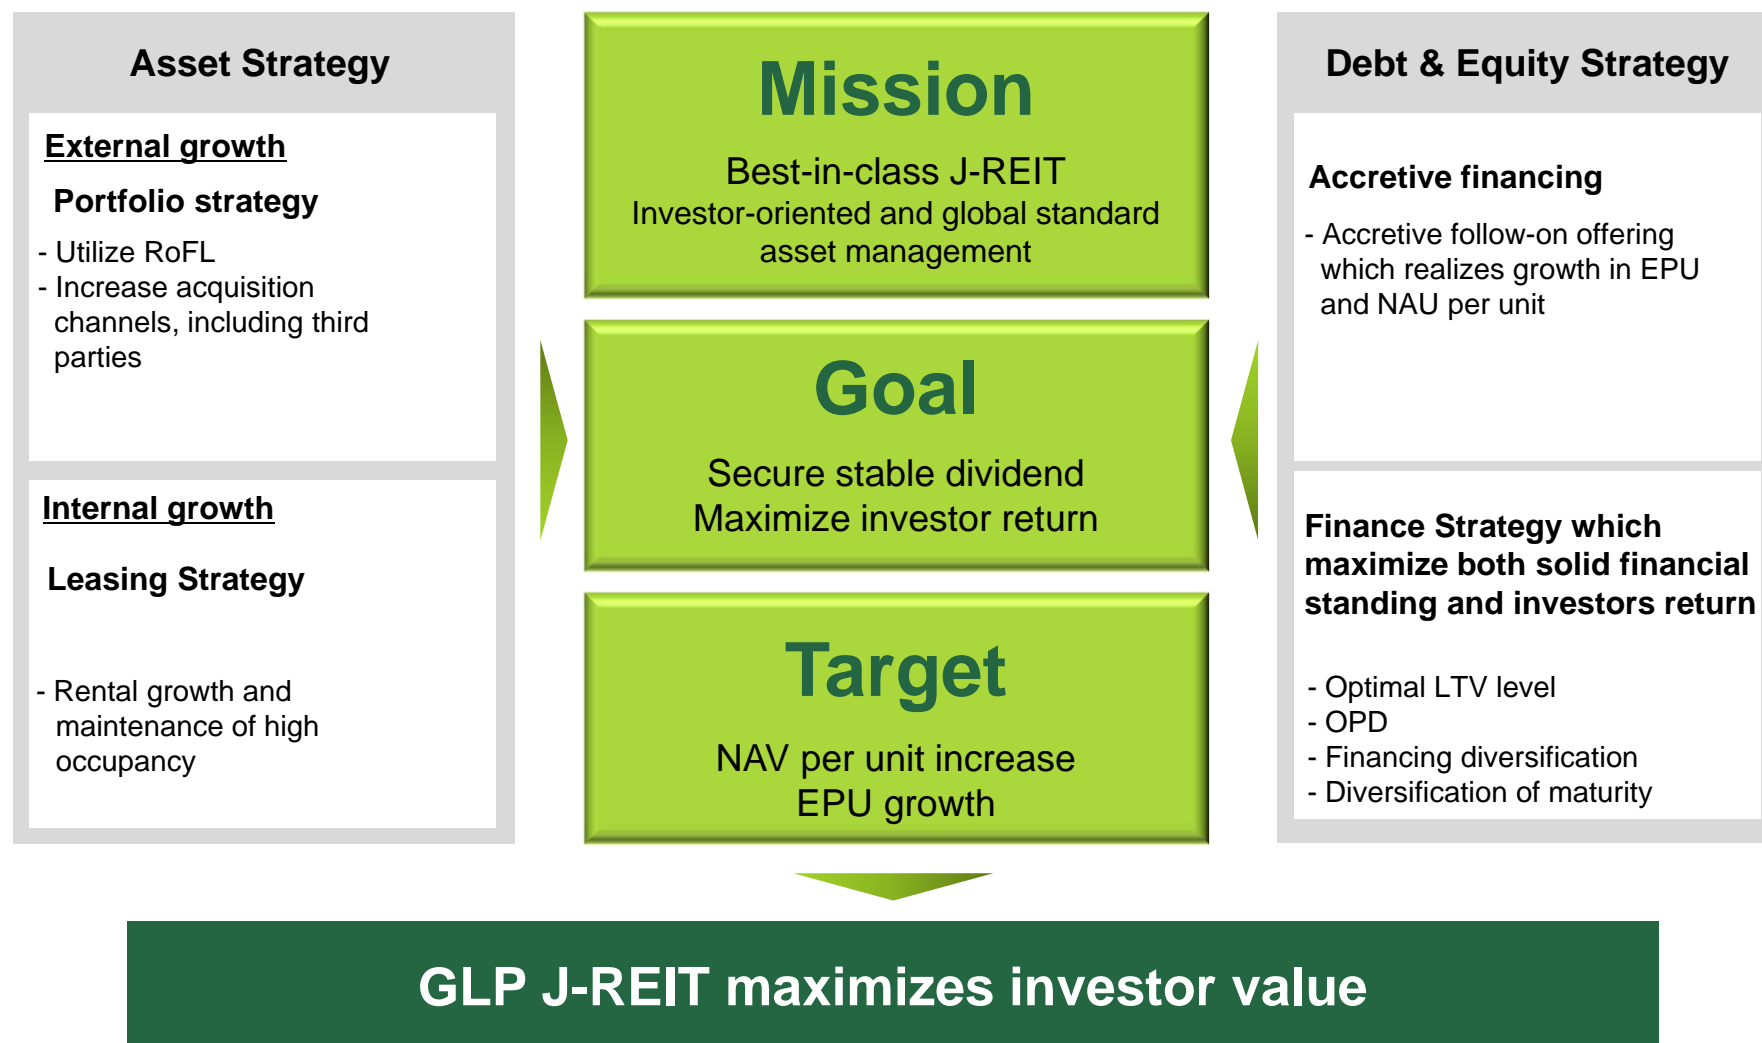 Asset Strategy
External growth
Portfolio strategy
- Utilize RoFL
- Increase acquisition
channels, including third
parties
Internal growth
Leasing Strategy
- Rental growth and
maintenance of high
occupancy
Mission
Best-in-class J-REIT
Investor-oriented and global standard
asset management
Goal
Secure stable dividend
Maximize investor return
Target
NAV per unit increase
EPU growth
Debt & Equity Strategy
Accretive financing
- Accretive follow-on offering
which realizes growth in EPU
and NAU per unit
Finance Strategy which
maximize both solid financial
standing and investors return
- Optimal LTV level
- OPD
- Financing diversification
- Diversification of maturity
GLP J-REIT maximizes investor value